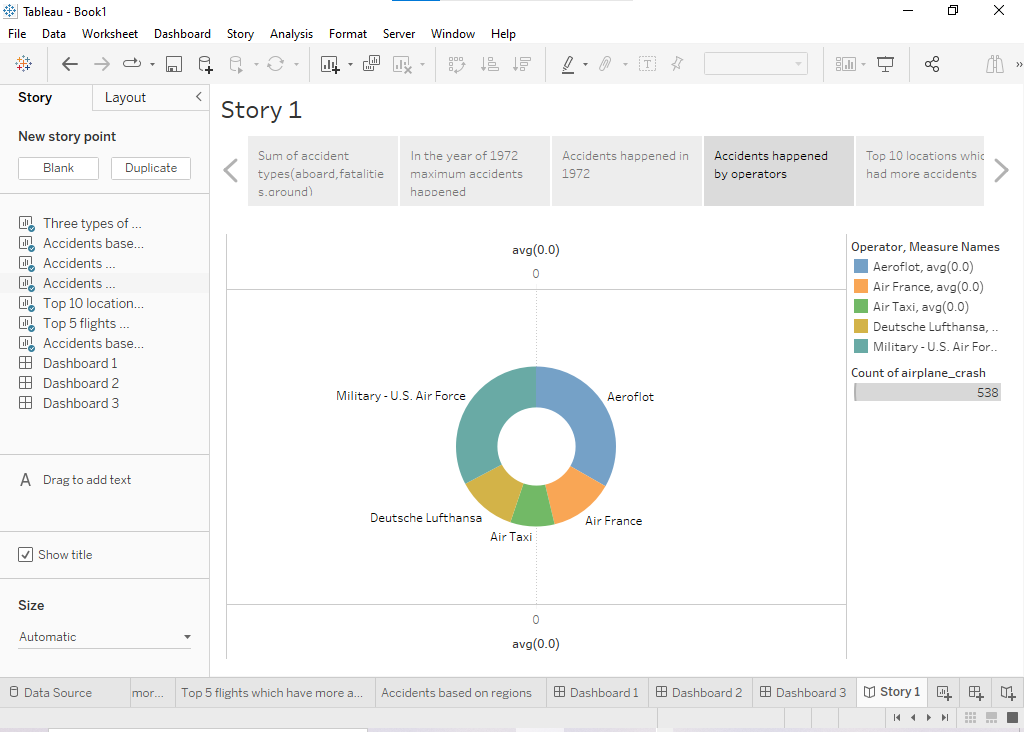 Tableau - Book1
File Data Worksheet Dashboard Story Analysis Format Server Window Help
Story Layout
New story point
Blank Duplicate
Three types of ...
Accidents base...
Accidents ...
Accidents ...
Top 10 location...
Top 5 flights ...
Accidents base...
Dashboard 1
Dashboard 2
Dashboard 3
A Drag to add text
Show title
Size
Automatic
Story 1
Sum of accident
types(aboard,fatalitie
s,ground)
In the year of 1972
maximum accidents
happened
Accidents happened in
1972
Accidents happened
by operators
Top 10 locations whic
had more accidents
avg(0.0)
0
Military - U.S. Air Force
Aeroflot
Deutsche Lufthansa
Air France
Air Taxi
0
avg(0.0)
Operator, Measure Names
Aeroflot, avg(0.0)
Air France, avg(0.0)
Air Taxi, avg(0.0)
Deutsche Lufthansa, ..
Military - U.S. Air For..
Count of airplane_crash
538
Data Source mor... Top 5 flights which have more a... Accidents based on regions Dashboard 1 Dashboard 2 Dashboard 3 Story 1